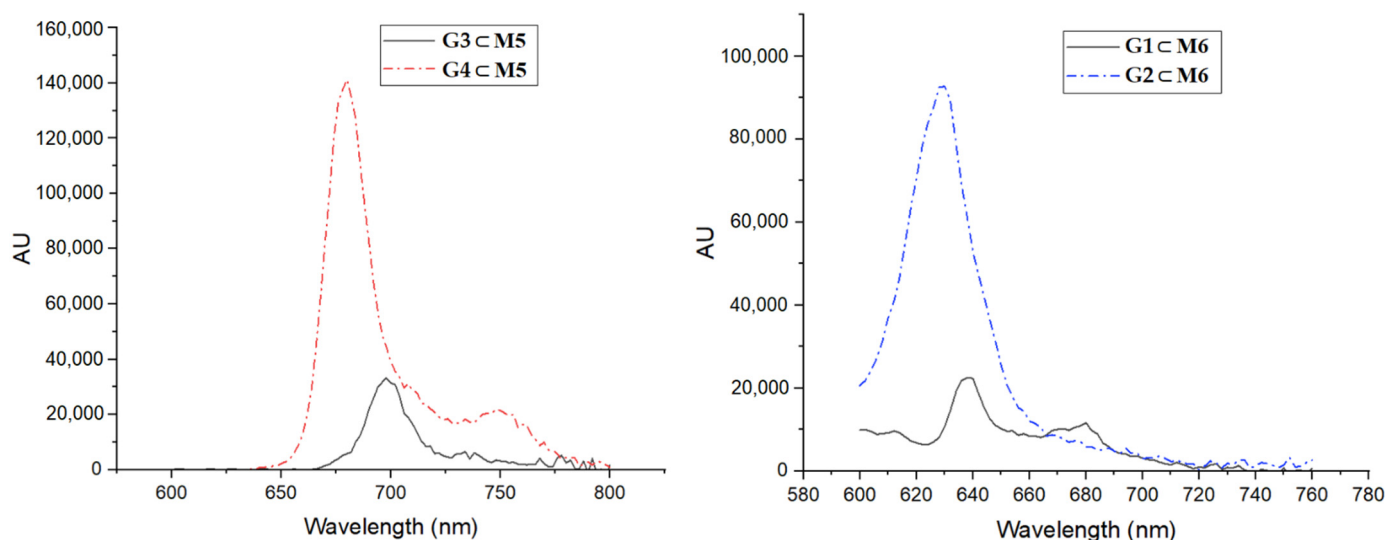 160,000
140,000
120,000
100,000
80,000
60,000
40,000
20,000
0
AU
G3 ⊂ M5
G4 ⊂ M5
600 650 700 750 800
Wavelength (nm)
100,000
80,000
60,000
40,000
20,000
0
AU
G1 ⊂ M6
G2 ⊂ M6
580 600 620 640 660 680 700 720 740 760 780
Wavelength (nm)